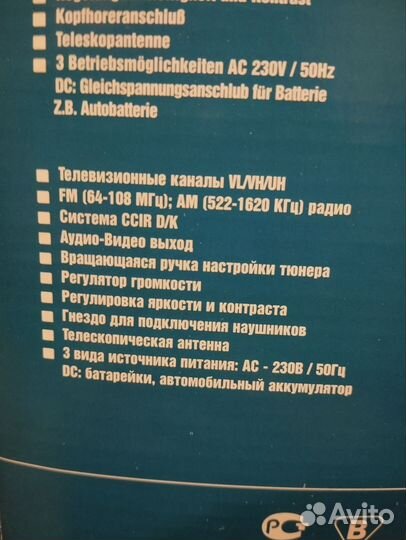 Kopfhoreranschluß
Teleskopantenne
3 Betriebsmöglichkeiten AC 230V / 50Hz
DC: Gleichspannungsanschlub für Batterie
Z.B. Autobatterie
Телевизионные каналы VL/VH/UH
FM (64-108 МГц); AM (522-1620 КГц) радио
Система CCIR D/K
Аудио-Видео выход
Вращающаяся ручка настройки тюнера
Регулятор громкости
Регулировка яркости и контраста
Гнездо для подключения наушников
Телескопическая антенна
3 вида источника питания: AC - 230В / 50Гц
DC: батарейки, автомобильный аккумулятор
РС
В
Avito